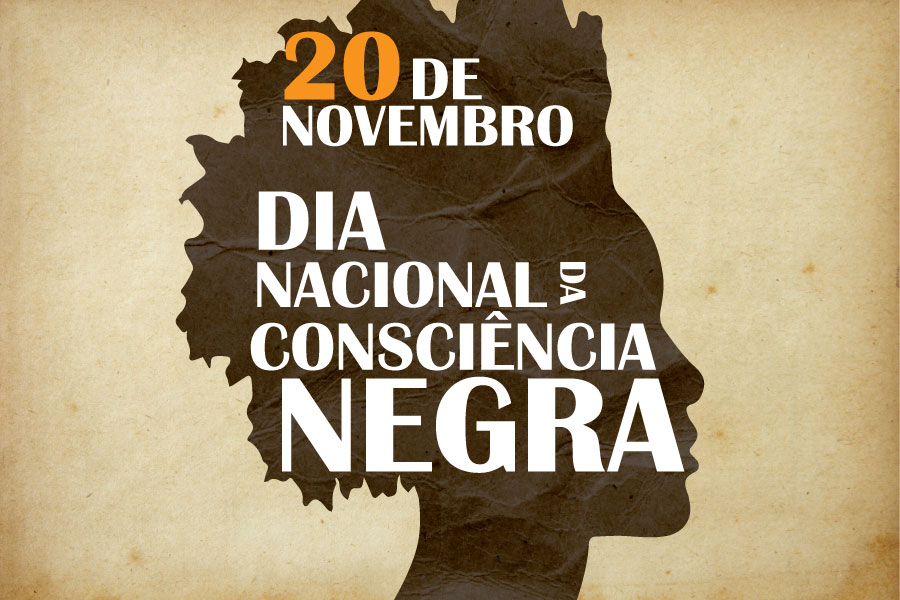 20 DE
NOVEMBRO
DIA
NACIONAL DA
CONSCIÊNCIA
NEGRA